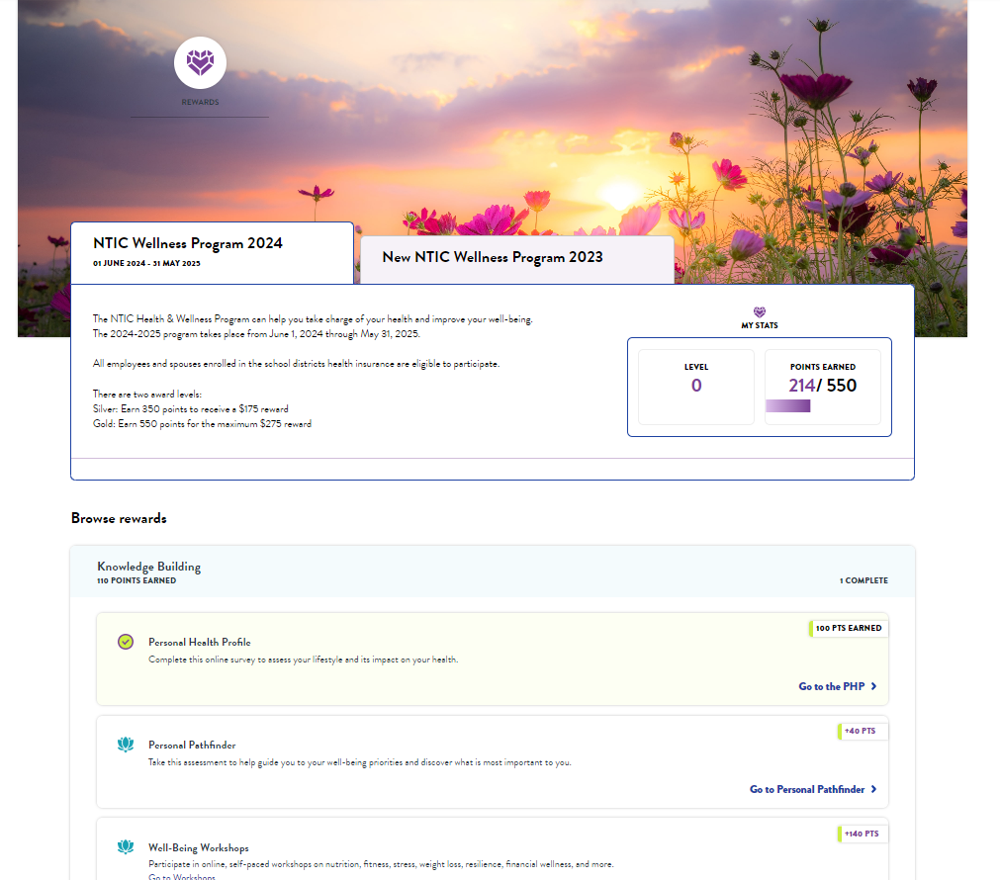 REWARDS
NTIC Wellness Program 2024
01 JUNE 2024 - 31 MAY 2025
New NTIC Wellness Program 2023
The NTIC Health & Wellness Program can help you take charge of your health and improve your well-being.
The 2024-2025 program takes place from June 1, 2024 through May 31, 2025.
All employees and spouses enrolled in the school districts health insurance are eligible to participate.
There are two award levels:
Silver: Earn 350 points to receive a $175 reward
Gold: Earn 550 points for the maximum $275 reward
MY STATS
LEVEL
0
POINTS EARNED
214/ 550
Browse rewards
Knowledge Building
110 POINTS EARNED
1 COMPLETE
100 PTS EARNED
Personal Health Profile
Complete this online survey to assess your lifestyle and its impact on your health.
Go to the PHP
+40 PTS
Personal Pathfinder
Take this assessment to help guide you to your well-being priorities and discover what is most important to you.
Go to Personal Pathfinder
+140 PTS
Well-Being Workshops
Participate in online, self-paced workshops on nutrition, fitness, stress, weight loss, resilience, financial wellness, and more.
Go to Workshops